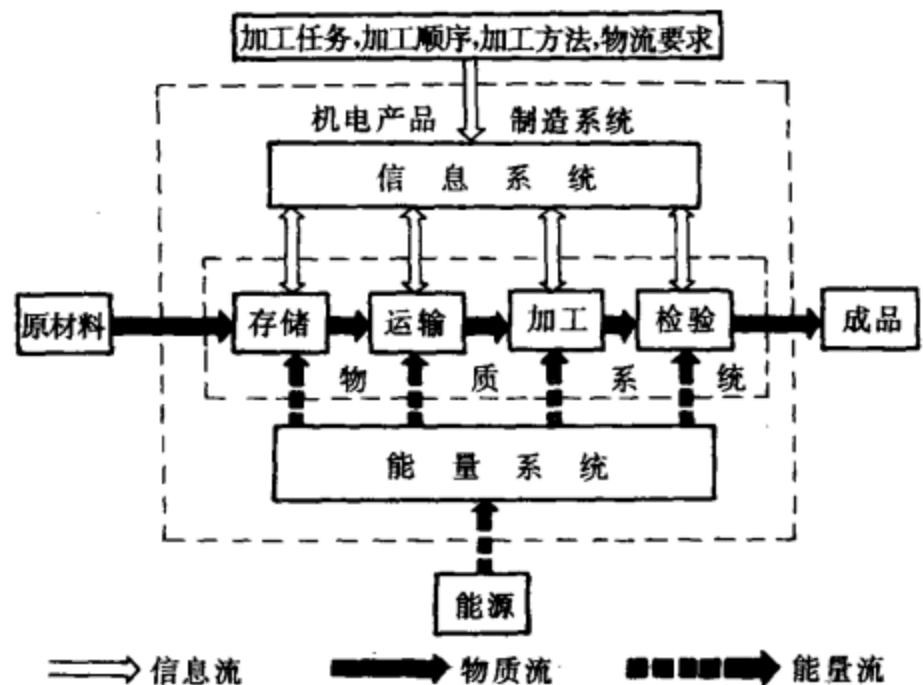 加工任务,加工顺序,加工方法,物流要求
机电产品 制造系统
信息系统
原材料 存储 运输 加工 检验 成品
物质系统
能量系统
能源
信息流 物质流 能量流